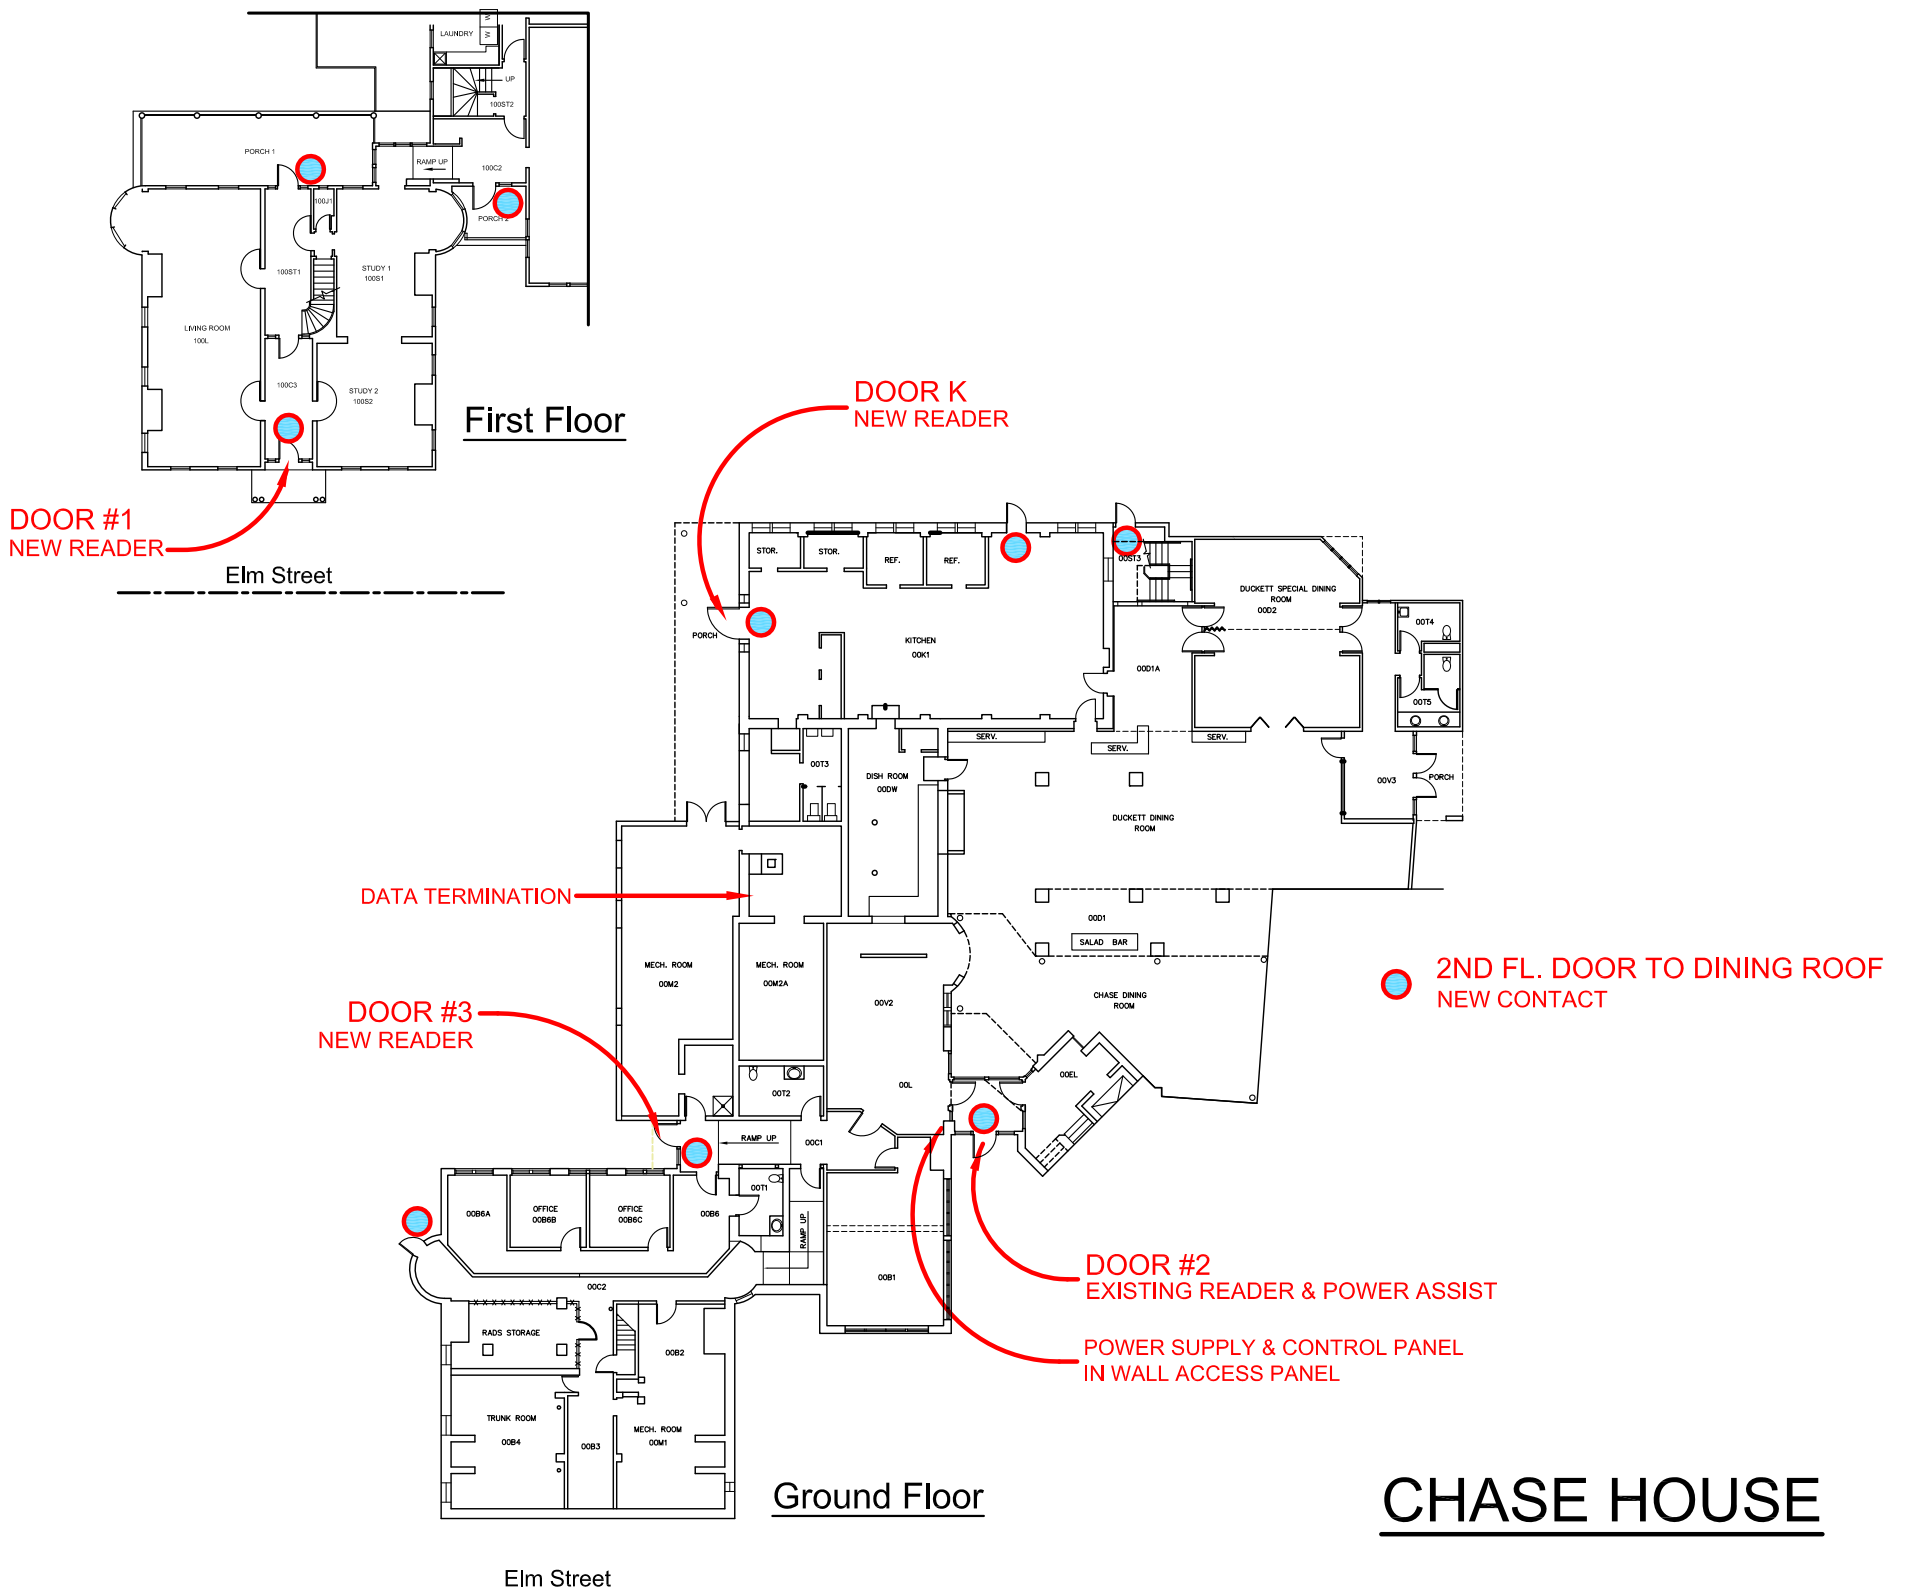 LAUNDRY
W
W
UP
100ST2
PORCH 1
RAMP UP
100C2
100J1
PORCH 2
100ST1
STUDY 1
100S1
LIVING ROOM
100L
100C3
STUDY 2
100S2
First Floor
DOOR #1
NEW READER
Elm Street
DOOR K
NEW READER
STOR.
STOR.
REF.
REF.
00ST3
DUCKETT SPECIAL DINING
ROOM
00D2
00T4
PORCH
KITCHEN
00K1
00D1A
00T5
SERV.
SERV.
SERV.
00T3
DISH ROOM
00DW
00V3
PORCH
DUCKETT DINING
ROOM
DATA TERMINATION
00D1
SALAD BAR
MECH. ROOM
00M2
MECH. ROOM
00M2A
00V2
CHASE DINING
ROOM
2ND FL. DOOR TO DINING ROOF
NEW CONTACT
DOOR #3
NEW READER
00T2
00L
00EL
RAMP UP
00C1
00T1
00B6A
OFFICE
00B6B
OFFICE
00B6C
00B6
RAMP UP
00C2
00B1
DOOR #2
EXISTING READER & POWER ASSIST
RADS STORAGE
00B2
POWER SUPPLY & CONTROL PANEL
IN WALL ACCESS PANEL
TRUNK ROOM
00B4
00B3
MECH. ROOM
00M1
Ground Floor
CHASE HOUSE
Elm Street